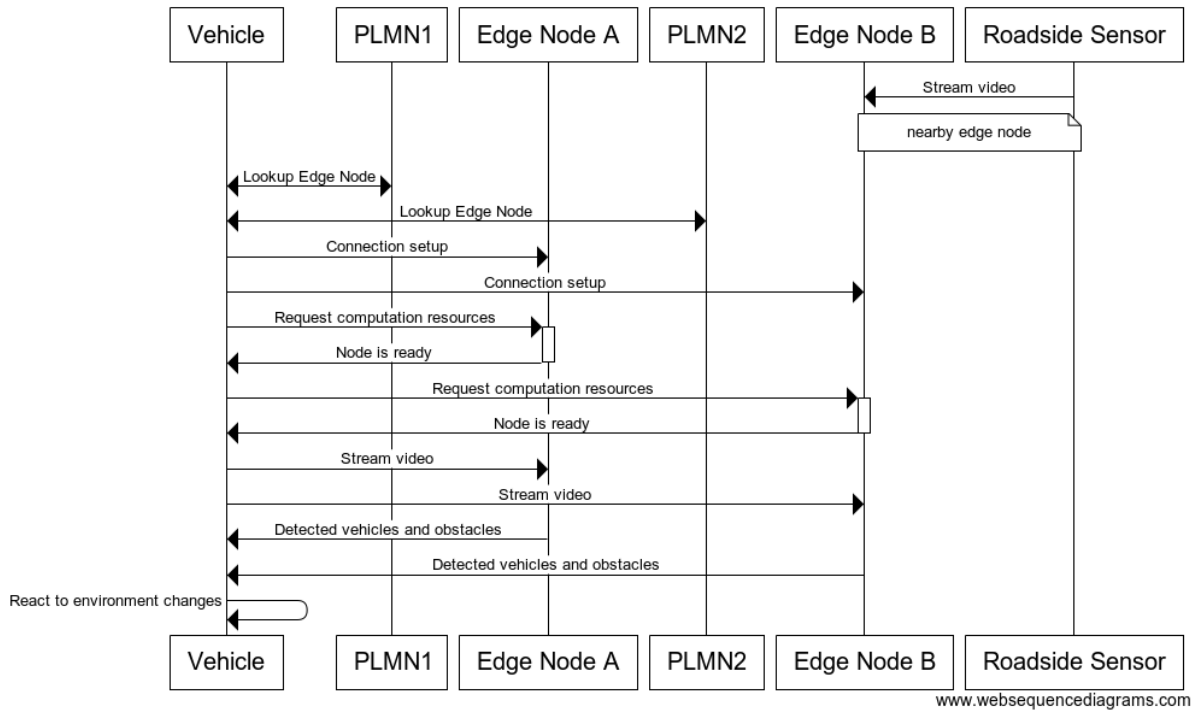 Vehicle PLMN1 Edge Node A PLMN2 Edge Node B Roadside Sensor
Stream video
nearby edge node
Lookup Edge Node
Lookup Edge Node
Connection setup
Connection setup
Request computation resources
Node is ready
Request computation resources
Node is ready
Stream video
Stream video
Detected vehicles and obstacles
Detected vehicles and obstacles
React to environment changes
Vehicle PLMN1 Edge Node A PLMN2 Edge Node B Roadside Sensor
www.websequencediagrams.com